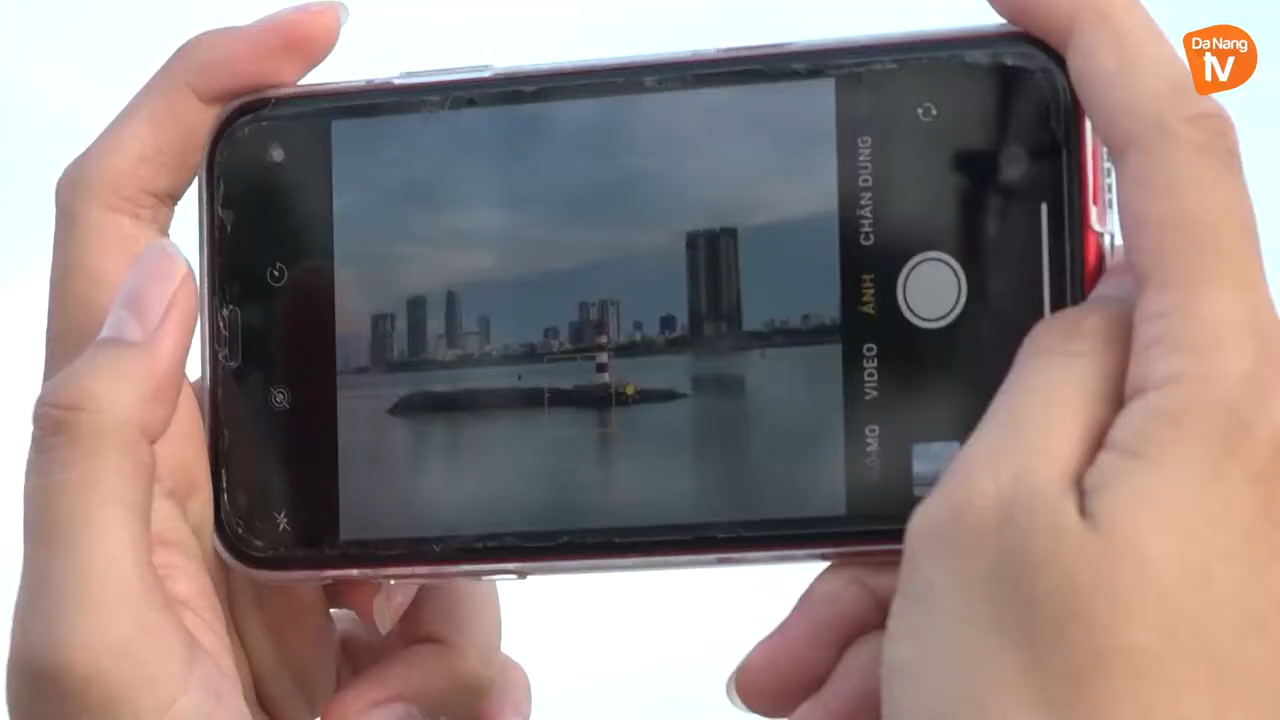 Da Nang
tv
CHÂN DUNG
ẢNH
VIDEO